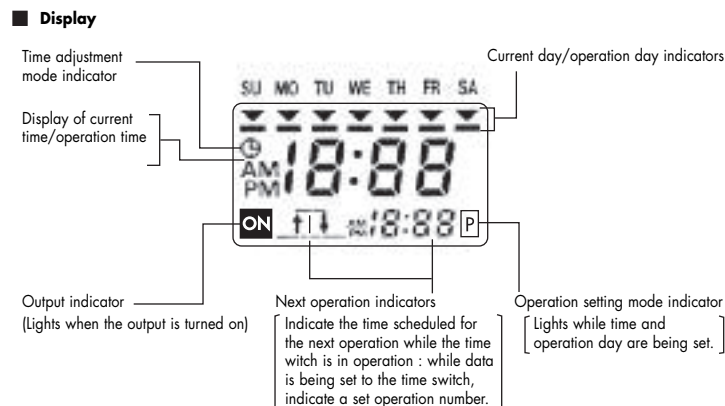 ■ Display
Time adjustment
mode indicator
Current day/operation day indicators
SU MO TU WE TH FR SA
Display of current
time/operation time
AM
PM
18:88
ON
18:88
P
Output indicator
(Lights when the output is turned on)
Next operation indicators
Indicate the time scheduled for
the next operation while the time
witch is in operation : while data
is being set to the time switch,
indicate a set operation number.
Operation setting mode indicator
Lights while time and
operation day are being set.